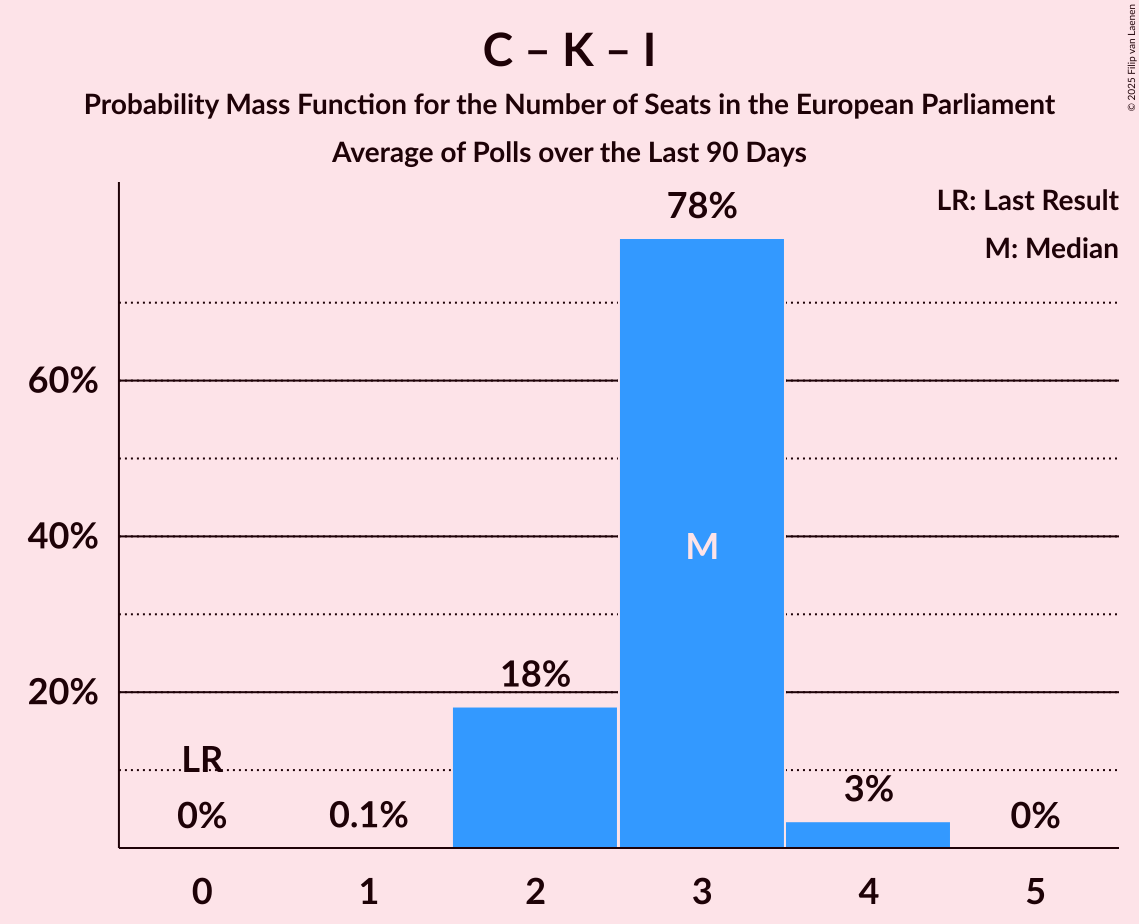 C – K – I
Probability Mass Function for the Number of Seats in the European Parliament
Average of Polls over the Last 90 Days
© 2025 Filip van Laenen
LR: Last Result
M: Median
78%
60%
40%
M
20%
18%
LR
0%
0.1%
3%
0%
0 1 2 3 4 5